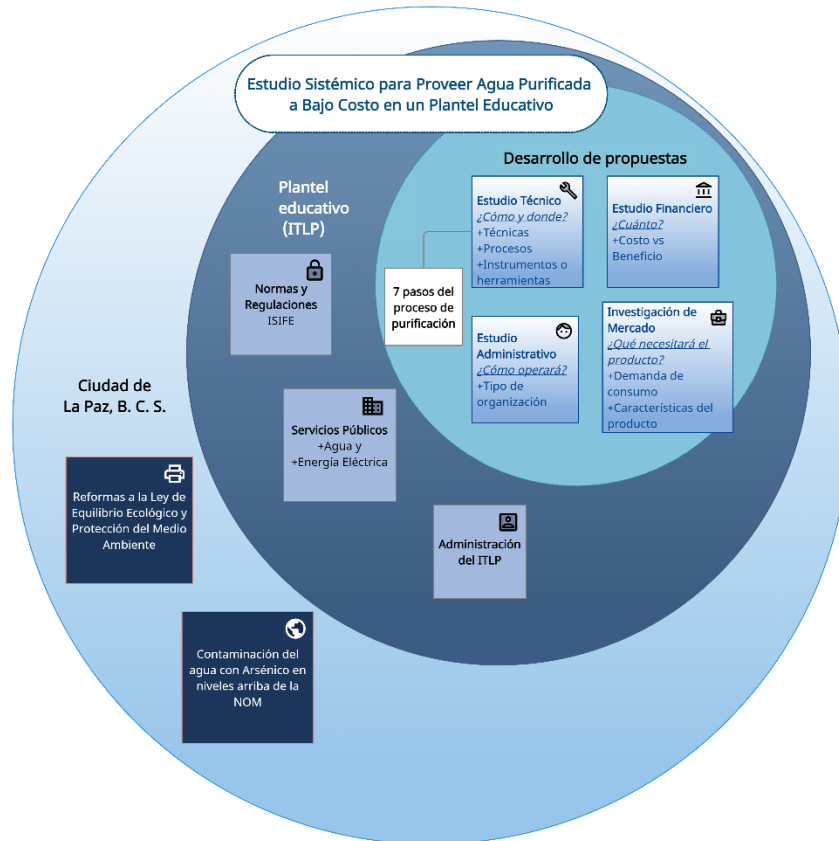 Estudio Sistémico para Proveer Agua Purificada
a Bajo Costo en un Plantel Educativo
Desarrollo de propuestas
Plantel
educativo
(ITLP)
Estudio Técnico
¿Cómo y donde?
+Técnicas
+Procesos
+Instrumentos o
herramientas
Estudio Financiero
¿Cuánto?
+Costo vs
Beneficio
7 pasos del
proceso de
purificación
Normas y
Regulaciones
ISIFE
Estudio
Administrativo
¿Cómo operará?
+Tipo de
organización
Investigación de
Mercado
¿Qué necesitará el
producto?
+Demanda de
consumo
+Características del
producto
Ciudad de
La Paz, B. C. S.
Servicios Públicos
+Agua y
+Energía Eléctrica
Reformas a la Ley de
Equilibrio Ecológico y
Protección del Medio
Ambiente
Administración
del ITLP
Contaminación del
agua con Arsénico en
niveles arriba de la
NOM